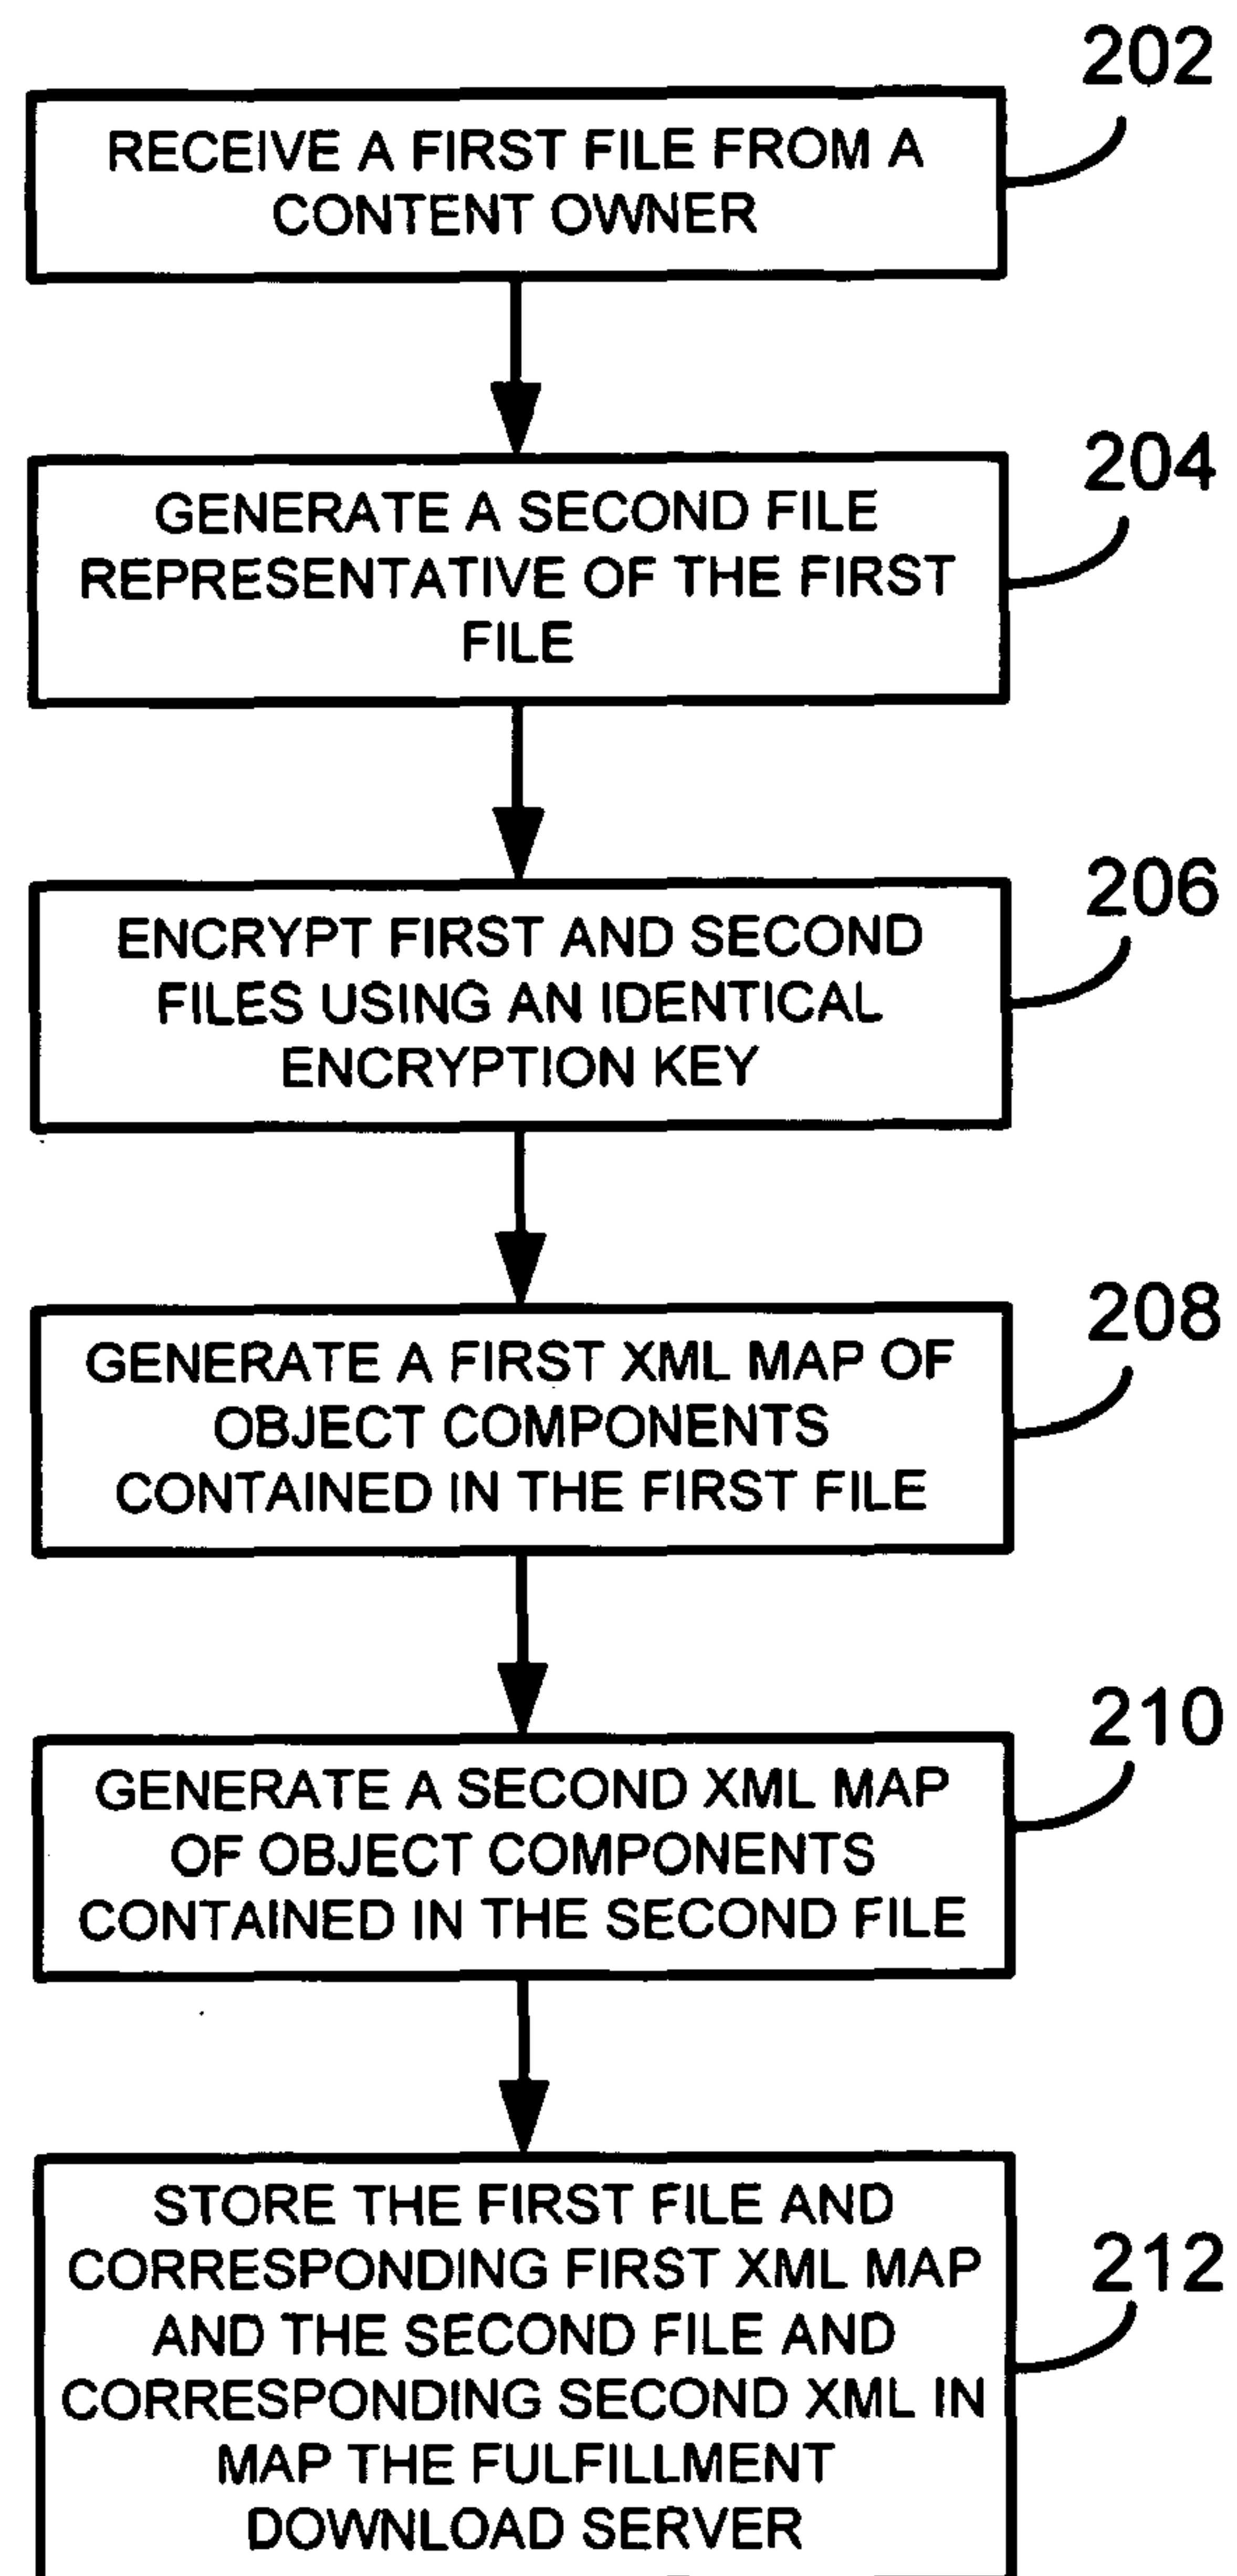 202
RECEIVE A FIRST FILE FROM A
CONTENT OWNER
204
GENERATE A SECOND FILE
REPRESENTATIVE OF THE FIRST
FILE
206
ENCRYPT FIRST AND SECOND
FILES USING AN IDENTICAL
ENCRYPTION KEY
208
GENERATE A FIRST XML MAP OF
OBJECT COMPONENTS
CONTAINED IN THE FIRST FILE
210
GENERATE A SECOND XML MAP
OF OBJECT COMPONENTS
CONTAINED IN THE SECOND FILE
212
STORE THE FIRST FILE AND
CORRESPONDING FIRST XML MAP
AND THE SECOND FILE AND
CORRESPONDING SECOND XML IN
MAP THE FULFILLMENT
DOWNLOAD SERVER